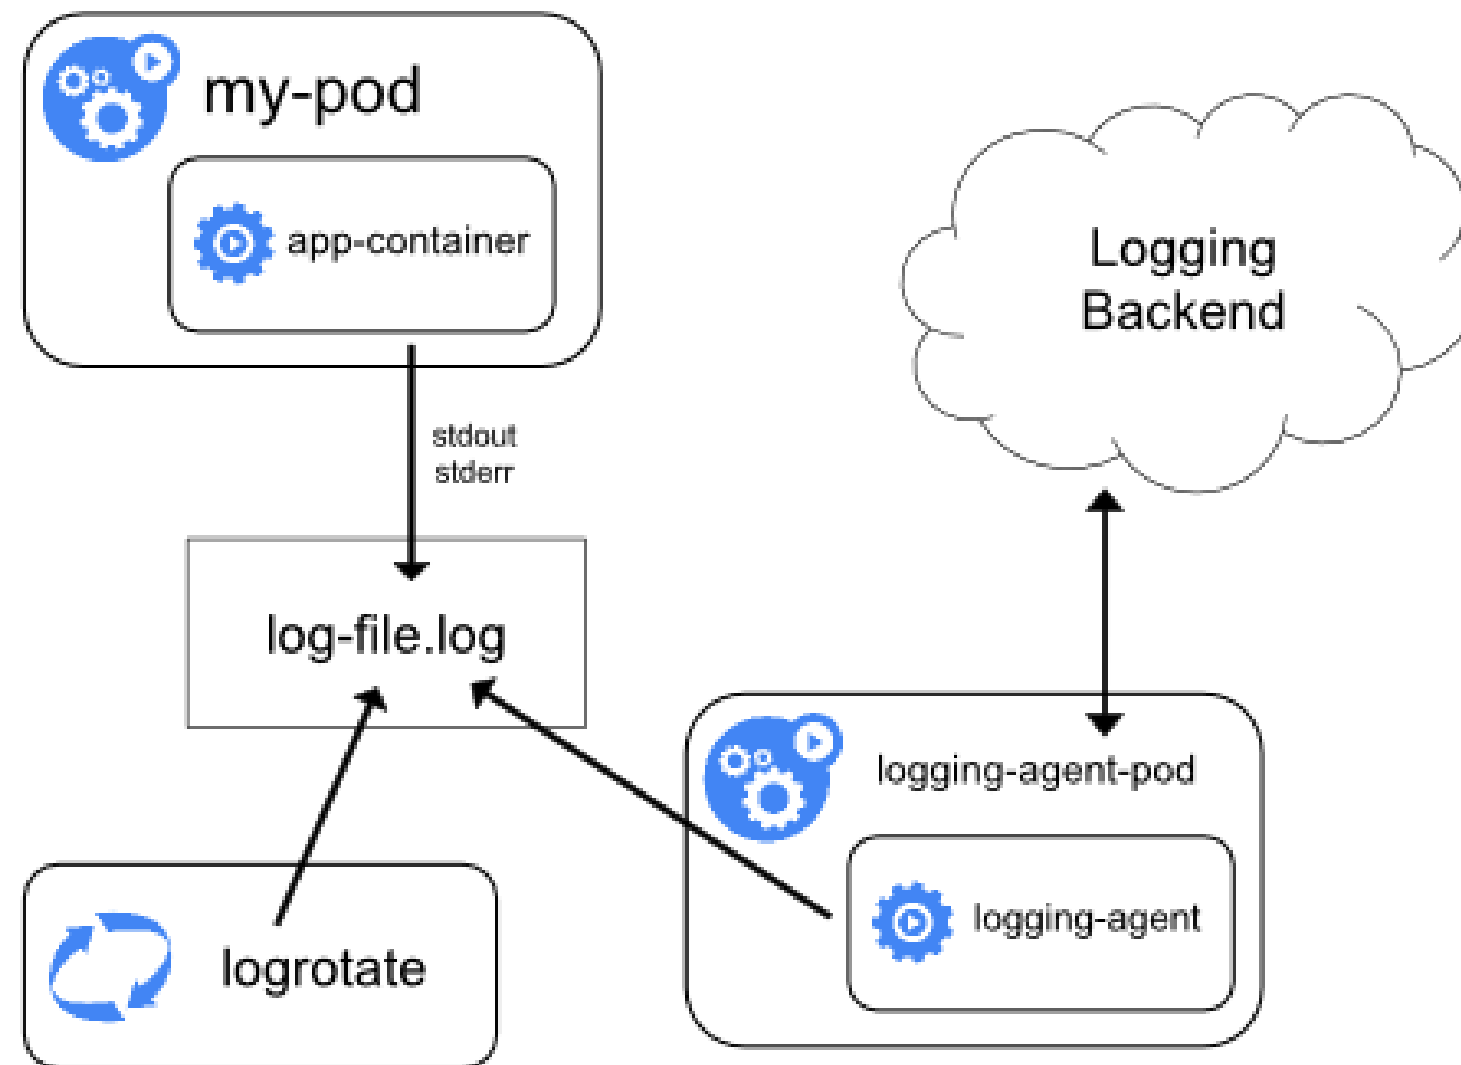 my-pod
app-container
Logging
Backend
stdout
stderr
log-file.log
logging-agent-pod
logging-agent
logrotate